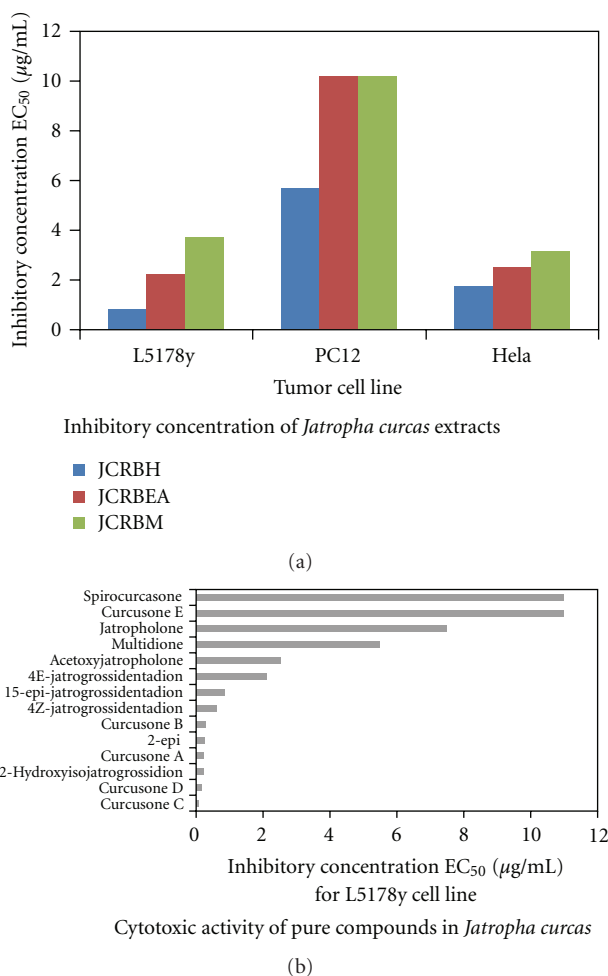 12
10
8
6
4
2
0
Inhibitory concentration EC50 (μg/mL)
L5178y PC12 Hela
Tumor cell line
Inhibitory concentration of Jatropha curcas extracts
JCRBH
JCRBEA
JCRBM
(a)
Spirocurcasone
Curcusone E
Jatropholone
Multidione
Acetoxyjatropholone
4E-jatrogrossidentadion
15-epi-jatrogrossidentadion
4Z-jatrogrossidentadion
Curcusone B
2-epi
Curcusone A
2-Hydroxyisojatrogrossidion
Curcusone D
Curcusone C
0 2 4 6 8 10 12
Inhibitory concentration EC50 (μg/mL)
for L5178y cell line
Cytotoxic activity of pure compounds in Jatropha curcas
(b)